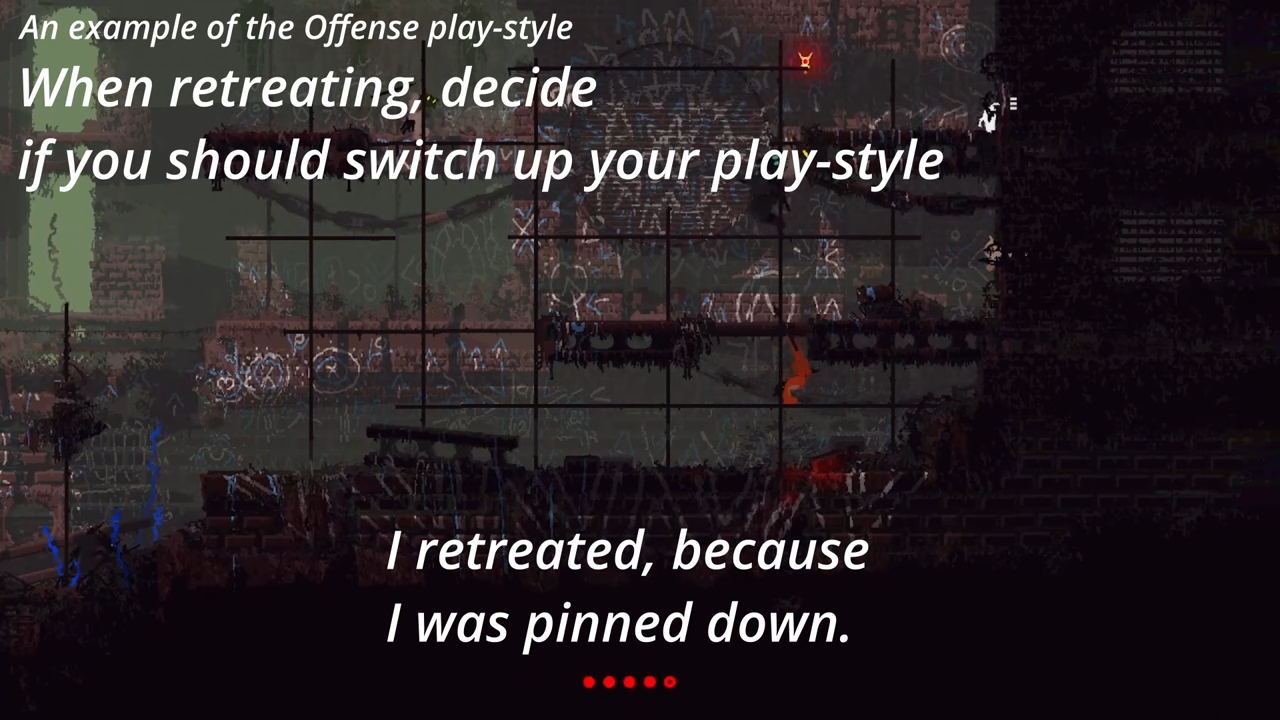 An example of the Offense play-style
When retreating, decide
if you should switch up your play-style
I retreated, because
I was pinned down.